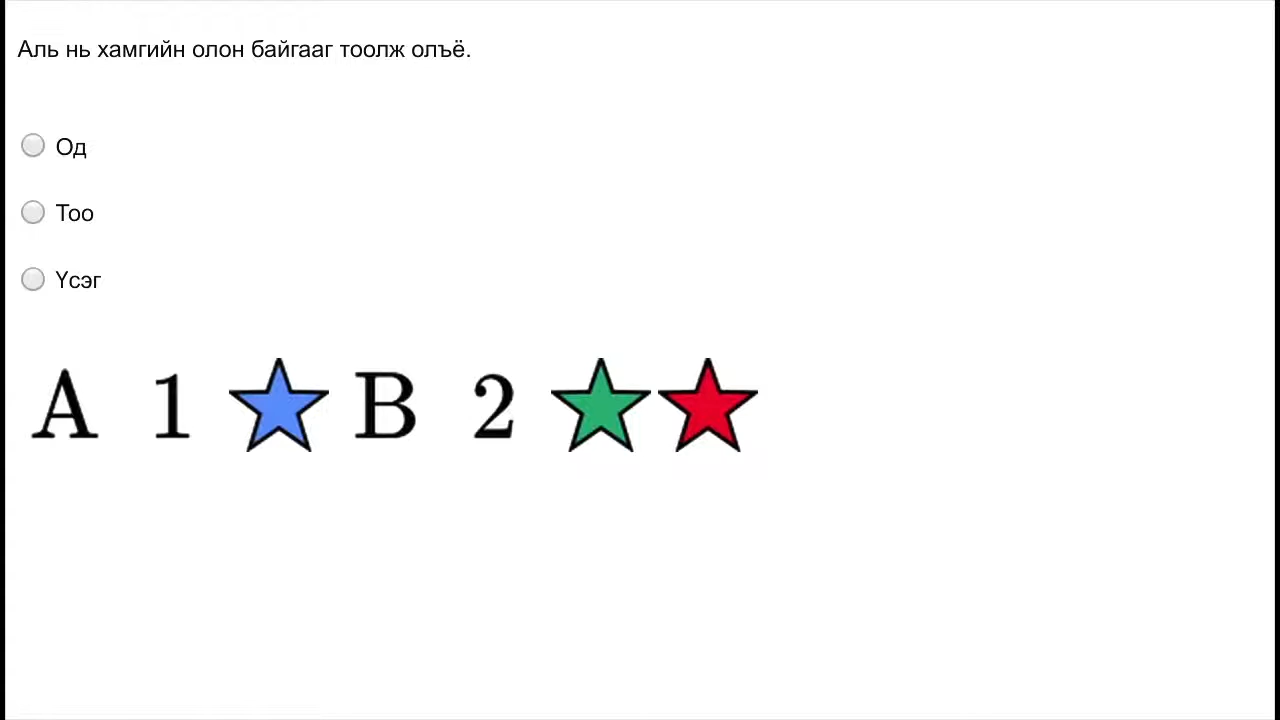 Аль нь хамгийн олон байгааг тоолж олъё.
Од
Тоо
Үсэг
A 1 B 2